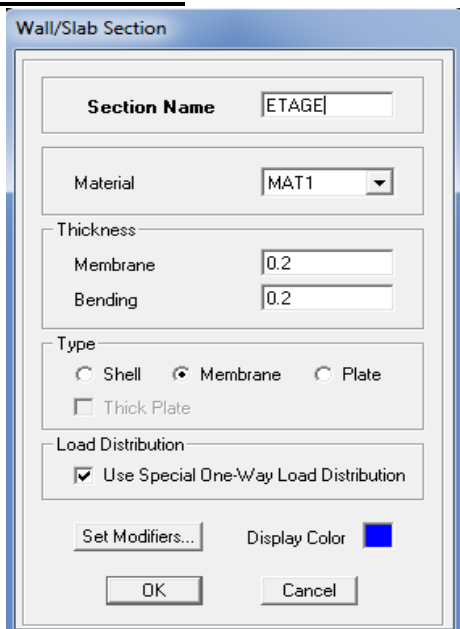 Wall/Slab Section
Section Name ETAGE
Material MAT1
Thickness
Membrane 0.2
Bending 0.2
Type
Shell Membrane Plate
Thick Plate
Load Distribution
Use Special One-Way Load Distribution
Set Modifiers... Display Color
OK Cancel